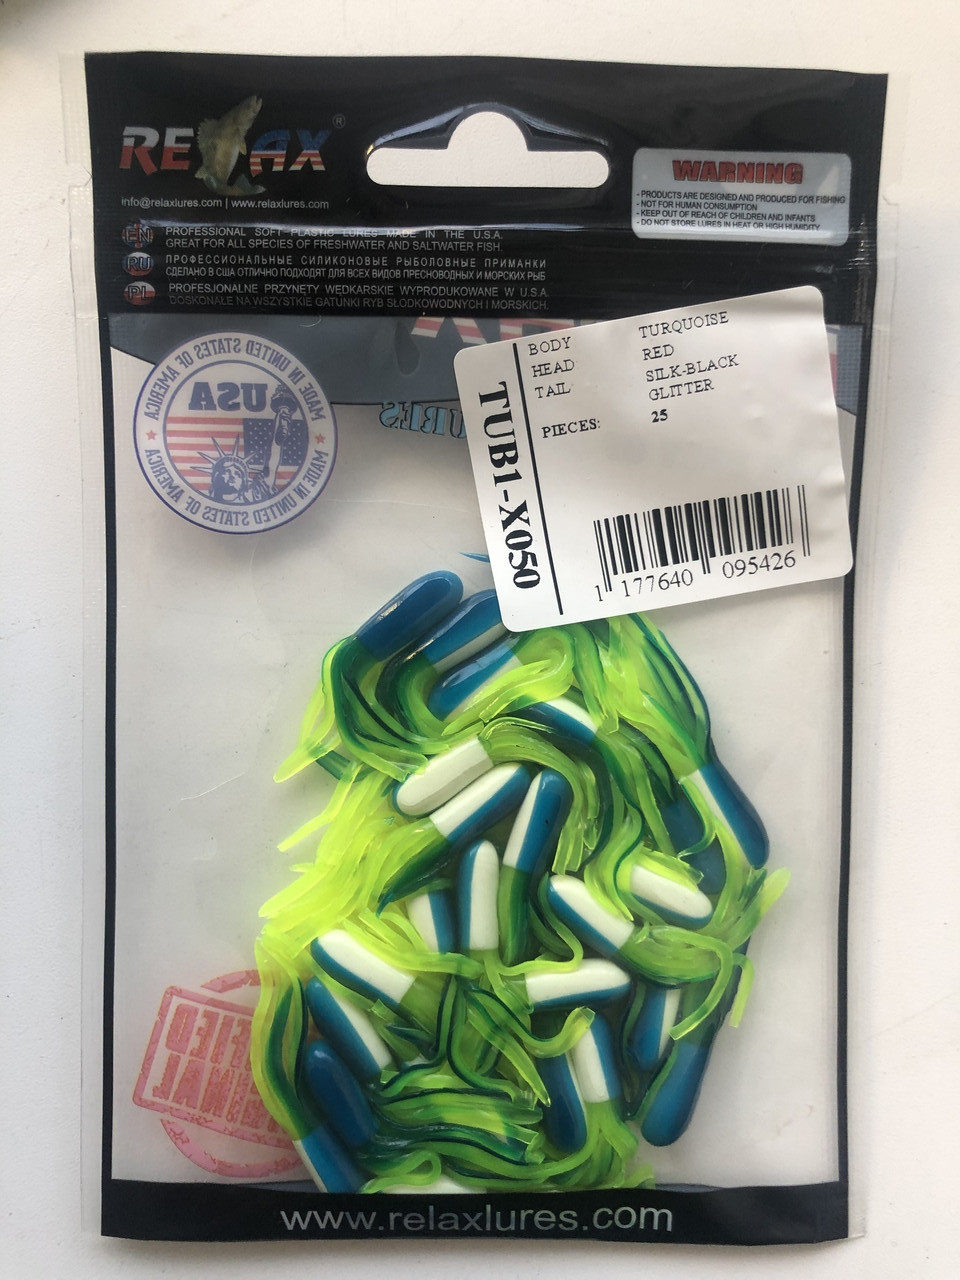 RELAX®
info@relaxlures.com | www.relaxlures.com
WARNING
- PRODUCTS ARE DESIGNED AND PRODUCED FOR FISHING
- NOT FOR HUMAN CONSUMPTION
- KEEP OUT OF REACH OF CHILDREN AND INFANTS
- DO NOT STORE LURES IN HEAT OR HIGH HUMIDITY
EN PROFESSIONAL SOFT PLASTIC LURES MADE IN THE U.S.A.
GREAT FOR ALL SPECIES OF FRESHWATER AND SALTWATER FISH.
RU ПРОФЕССИОНАЛЬНЫЕ СИЛИКОНОВЫЕ РЫБОЛОВНЫЕ ПРИМАНКИ
СДЕЛАНО В США ОТЛИЧНО ПОДХОДЯТ ДЛЯ ВСЕХ ВИДОВ ПРЕСНОВОДНЫХ И МОРСКИХ РЫБ
PL PROFESJONALNE PRZYNĘTY WĘDKARSKIE WYPRODUKOWANE W U.S.A.
DOSKONAŁE NA WSZYSTKIE GATUNKI RYB SŁODKOWODNYCH I MORSKICH.
MADE IN UNITED STATES OF AMERICA
USA
MADE IN UNITED STATES OF AMERICA
TUB1-X050
BODY TURQUOISE
HEAD RED
TAIL SILK-BLACK
GLITTER
PIECES: 25
1 177640 095426
www.relaxlures.com